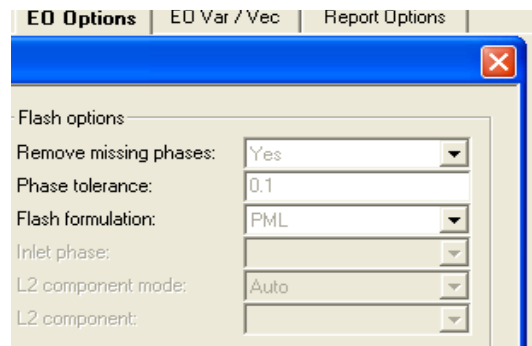 EO Options EO Var / Vec Report Options
Flash options
Remove missing phases: Yes
Phase tolerance: 0.1
Flash formulation: PML
Inlet phase:
L2 component mode: Auto
L2 component: